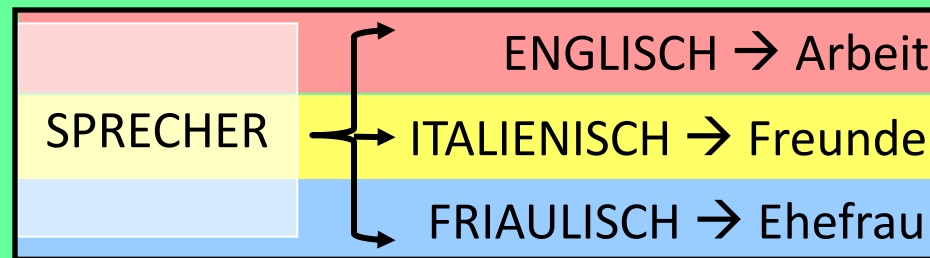 ENGLISCH → Arbeit
SPRECHER
ITALIENISCH → Freunde
FRIAULISCH → Ehefrau